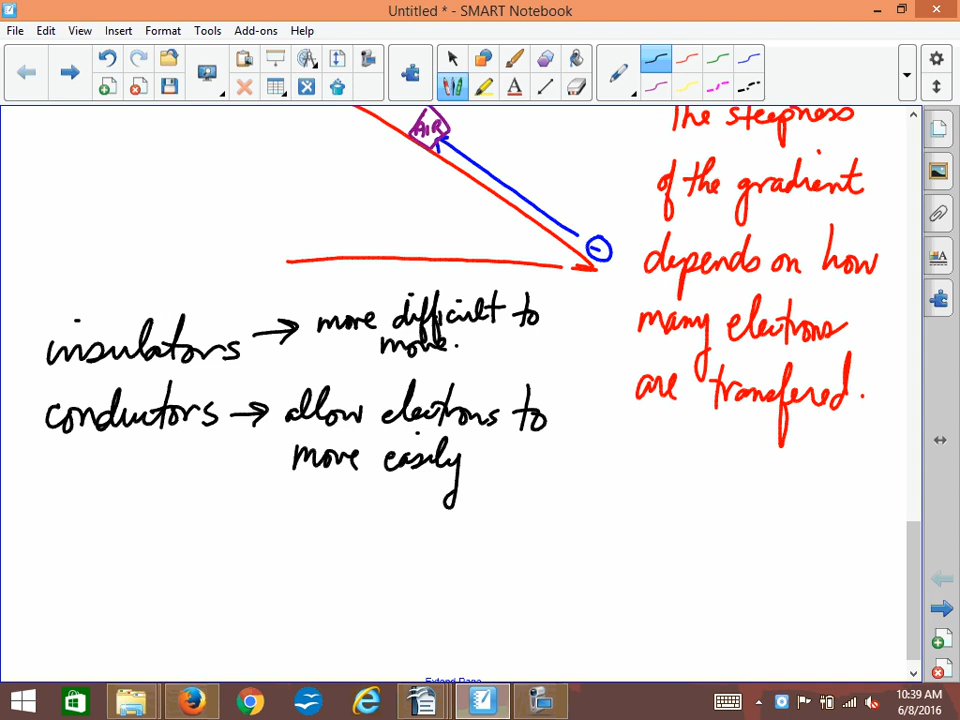 Untitled * - SMART Notebook
File Edit View Insert Format Tools Add-ons Help
AIR
The steepness
of the gradient
depends on how
many electrons
are transfered.
insulators → more difficult to
move.
conductors → allow electrons to
move easily
Extend Page
10:39 AM
6/8/2016